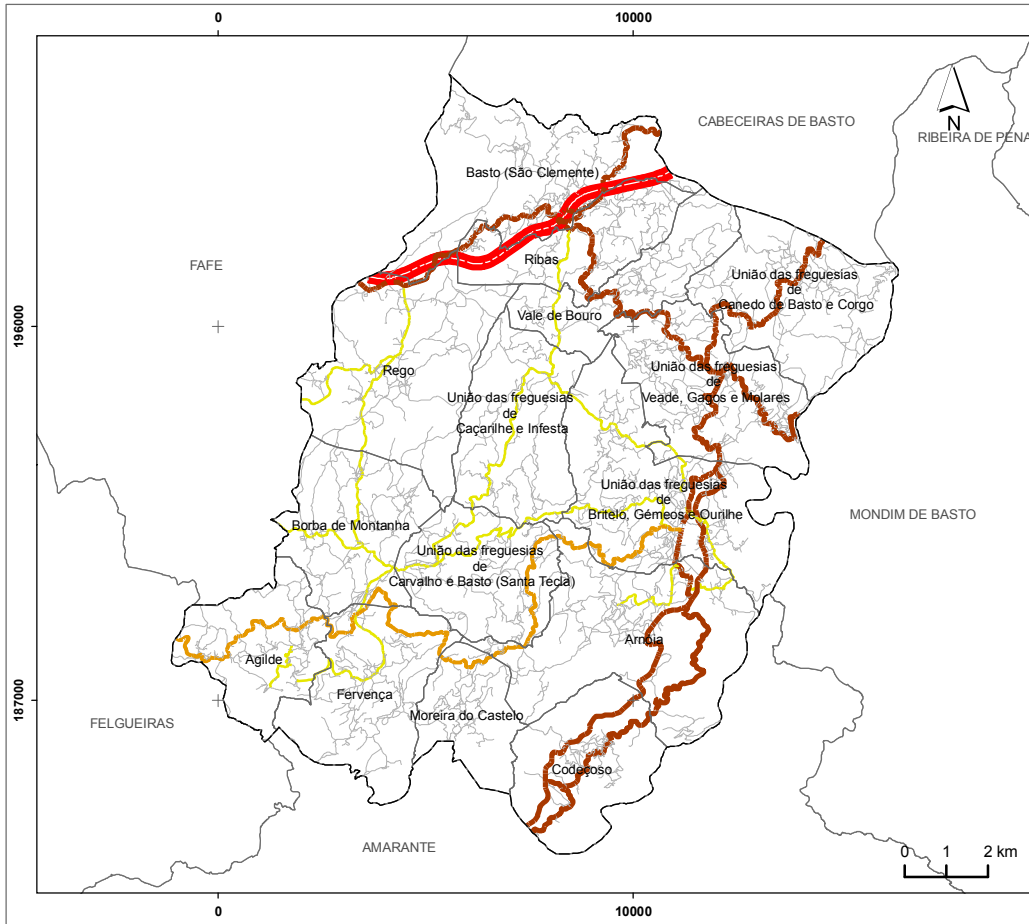 0
10000
CABECEIRAS DE BASTO
N
RIBEIRA DE PENA
Basto (São Clemente)
FAFE
Ribas
União das freguesias
de
Canedo de Basto e Corgo
196000
Vale de Bouro
Rego
União das freguesias
de
Veade, Gagos e Molares
União das freguesias
de
Caçarilhe e Infesta
União das freguesias
de
Britelo, Gémeos e Ourilhe
MONDIM DE BASTO
Borba de Montanha
União das freguesias
de
Carvalho e Basto (Santa Tecla)
Arnoia
Agilde
Fervença
187000
Moreira do Castelo
FELGUEIRAS
Codeçoso
AMARANTE
0 1 2 km
0
10000